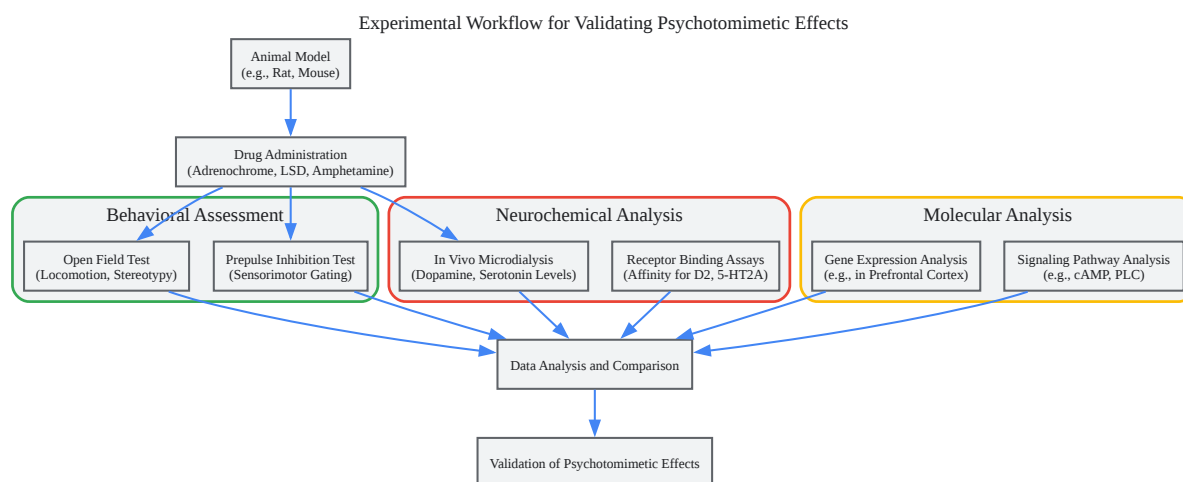 Experimental Workflow for Validating Psychotomimetic Effects
Animal Model
(e.g., Rat, Mouse)
Drug Administration
(Adrenochrome, LSD, Amphetamine)
Behavioral Assessment
Neurochemical Analysis
Molecular Analysis
Open Field Test
(Locomotion, Stereotypy)
Prepulse Inhibition Test
(Sensorimotor Gating)
In Vivo Microdialysis
(Dopamine, Serotonin Levels)
Receptor Binding Assays
(Affinity for D2, 5-HT2A)
Gene Expression Analysis
(e.g., in Prefrontal Cortex)
Signaling Pathway Analysis
(e.g., cAMP, PLC)
Data Analysis and Comparison
Validation of Psychotomimetic Effects